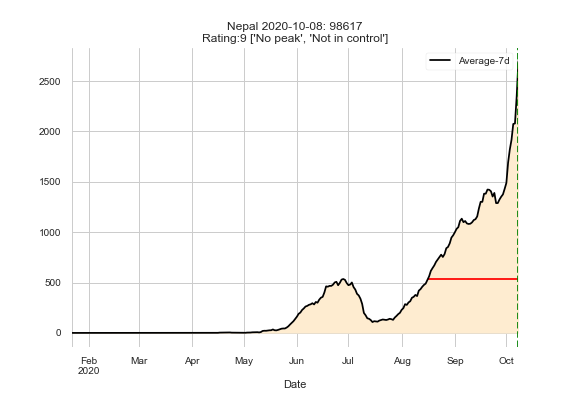 Nepal 2020-10-08: 98617
Rating:9 ['No peak', 'Not in control']
Average-7d
2500
2000
1500
1000
500
0
Feb Mar Apr May Jun Jul Aug Sep Oct
2020
Date